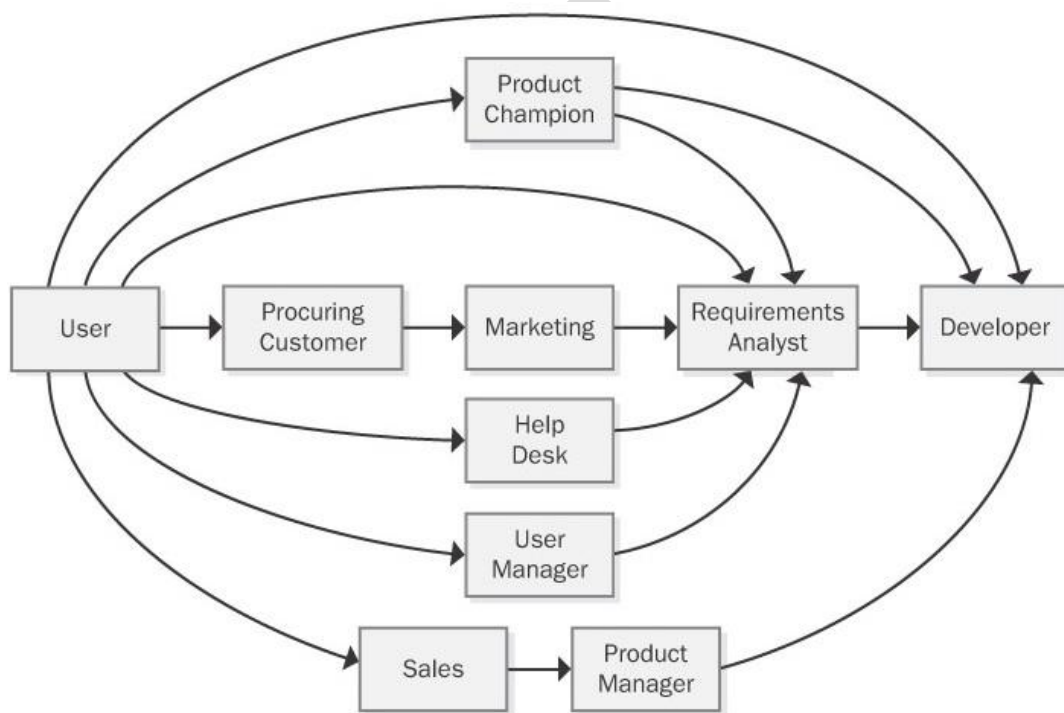 Product
Champion
User
Procuring
Customer
Marketing
Requirements
Analyst
Developer
Help
Desk
User
Manager
Sales
Product
Manager